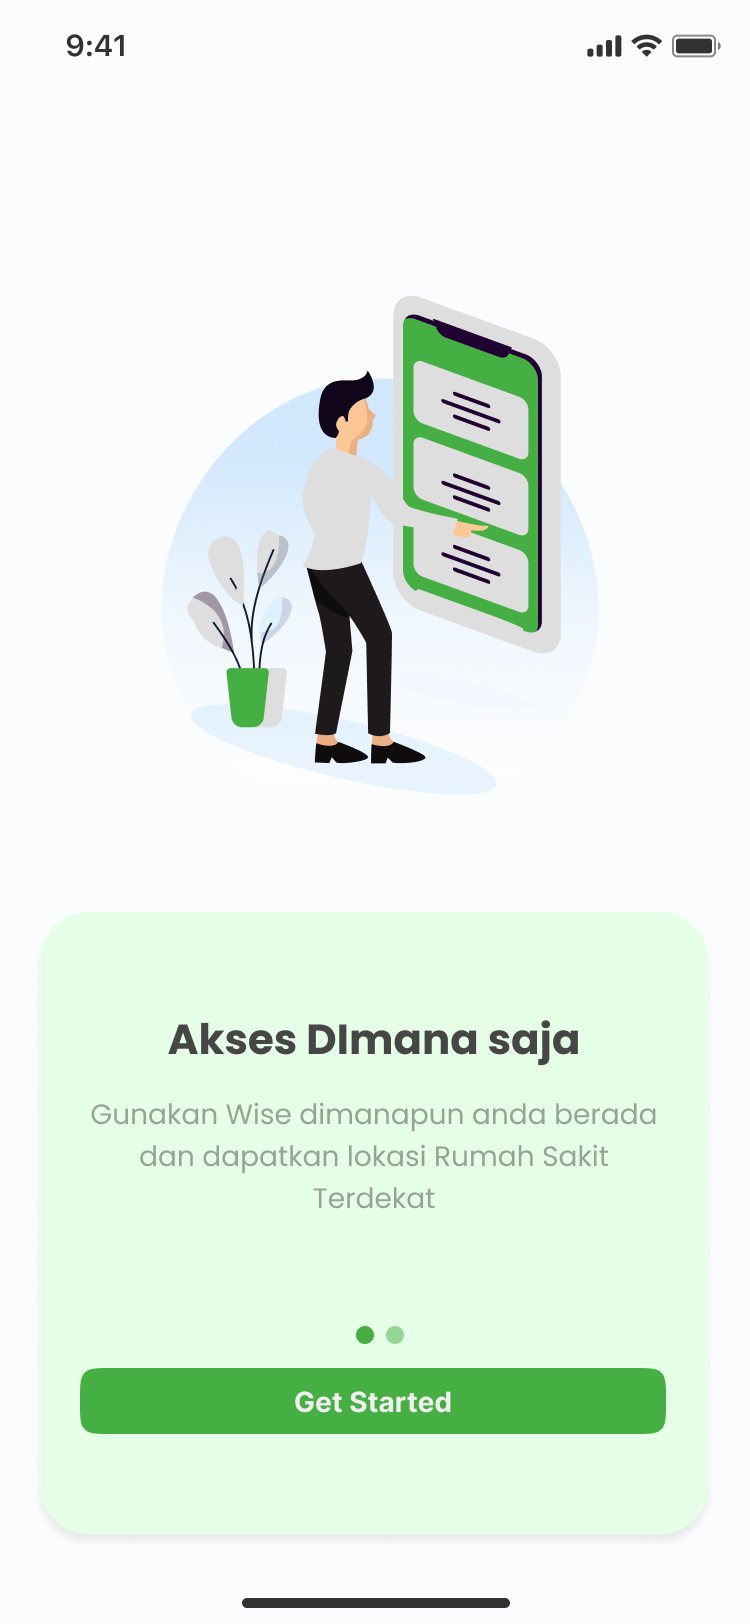 9:41
Akses DImana saja
Gunakan Wise dimanapun anda berada
dan dapatkan lokasi Rumah Sakit
Terdekat
Get Started